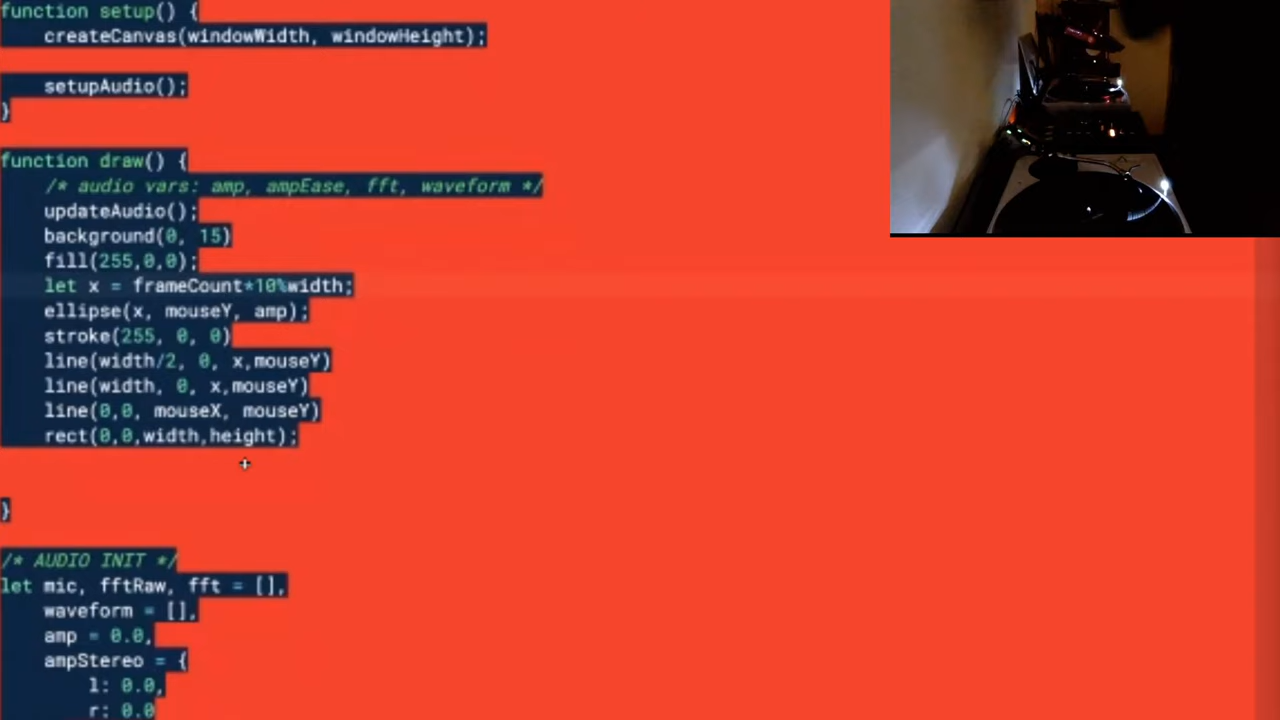 function setup() {
createCanvas(windowWidth, windowHeight);
setupAudio();
}
function draw() {
/* audio vars: amp, ampEase, fft, waveform */
updateAudio();
background(0, 15)
fill(255,0,0);
let x = frameCount*10%width;
ellipse(x, mouseY, amp);
stroke(255, 0, 0)
line(width/2, 0, x,mouseY)
line(width, 0, x,mouseY)
line(0,0, mouseX, mouseY)
rect(0,0,width,height);
}
/* AUDIO INIT */
let mic, fftRaw, fft = [],
waveform = [],
amp = 0.0,
ampStereo = {
l: 0.0,
r: 0.0